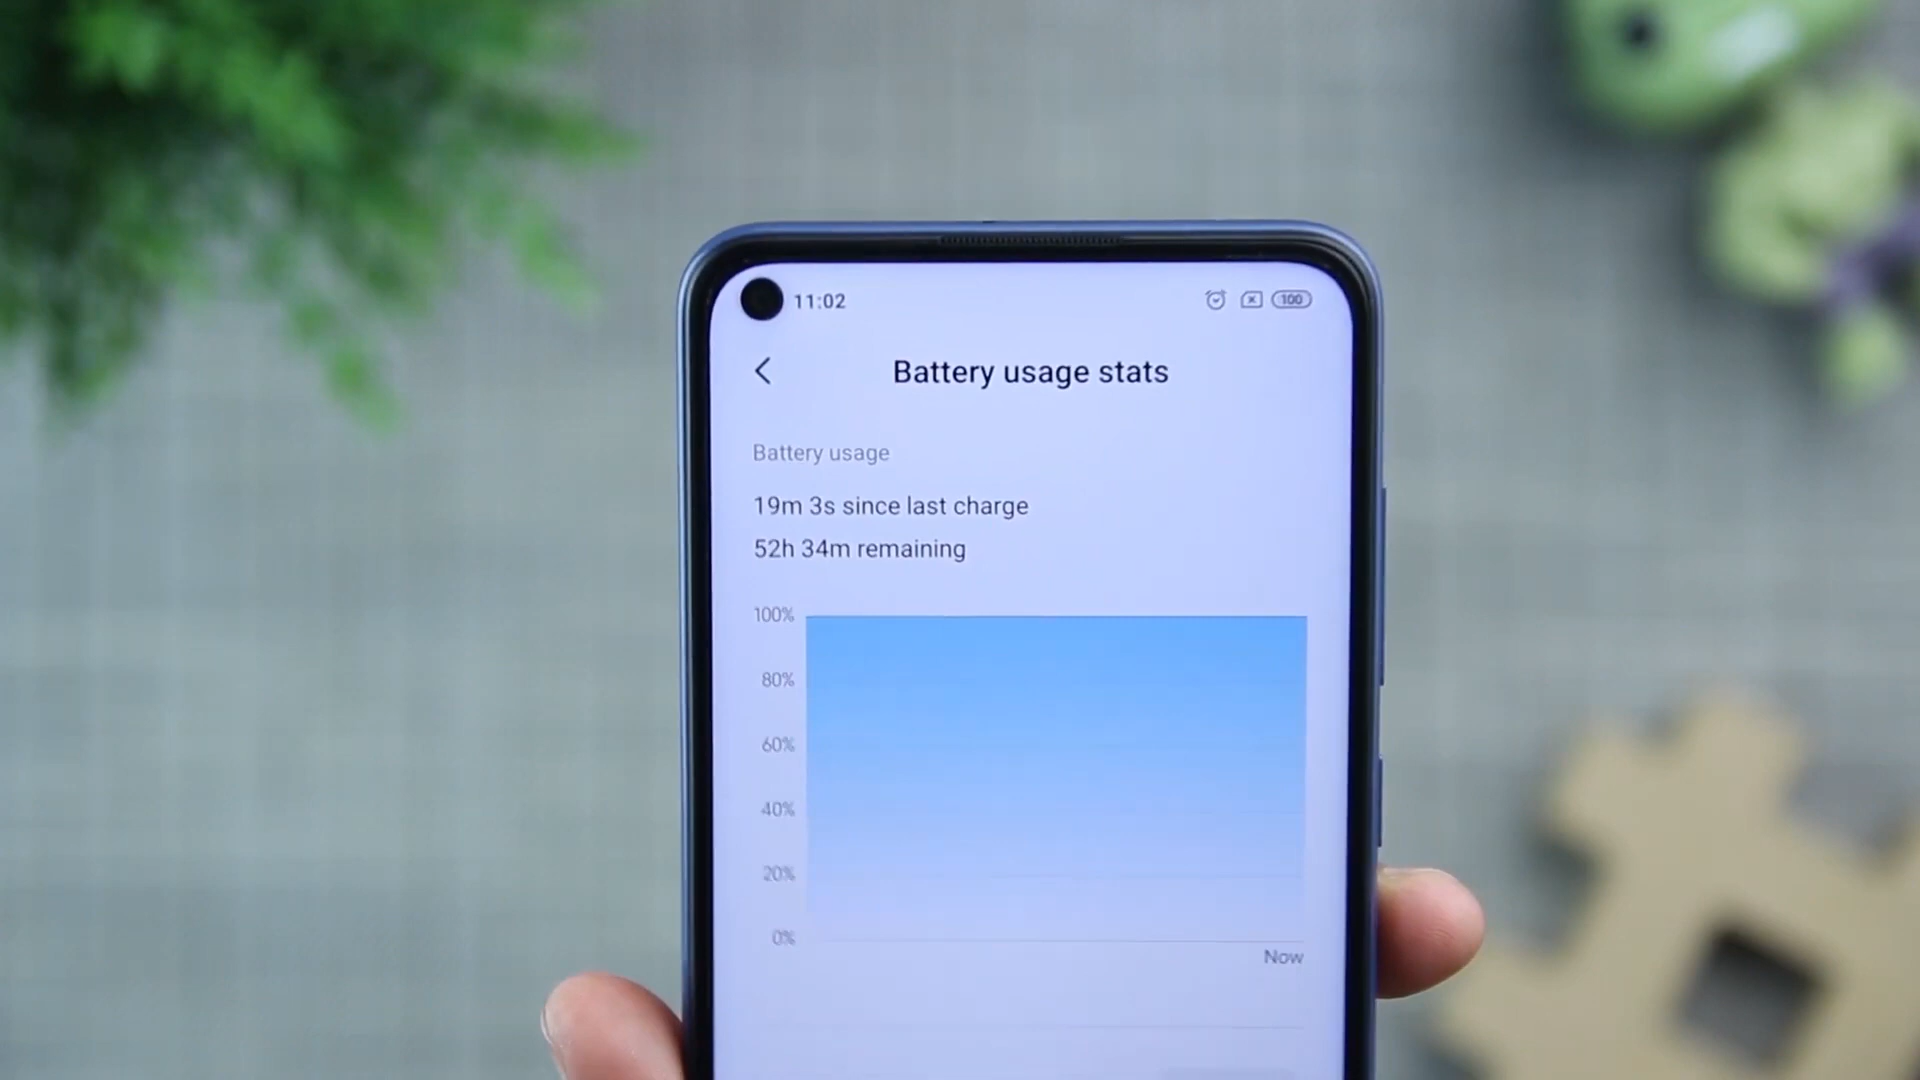 11:02
100
Battery usage stats
Battery usage
19m 3s since last charge
52h 34m remaining
100%
80%
60%
40%
20%
0%
Now